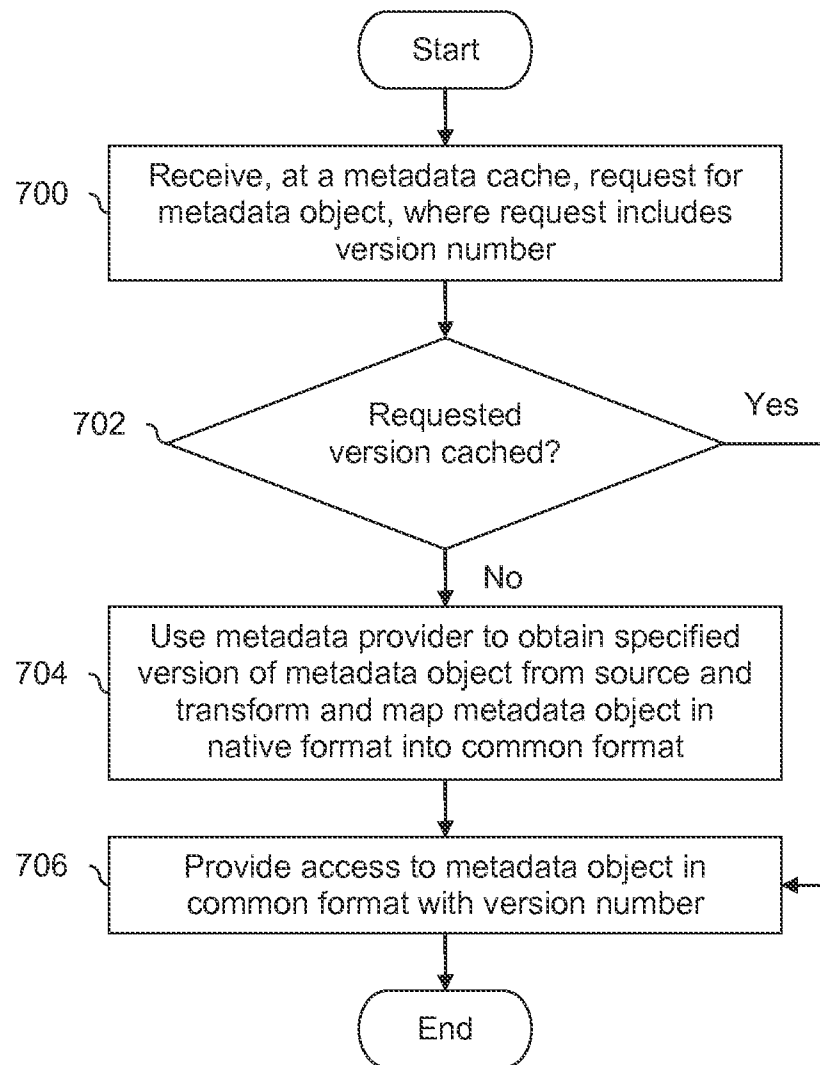 Start
700
Receive, at a metadata cache, request for
metadata object, where request includes
version number
702
Requested
version cached?
Yes
No
704
Use metadata provider to obtain specified
version of metadata object from source and
transform and map metadata object in
native format into common format
706
Provide access to metadata object in
common format with version number
End